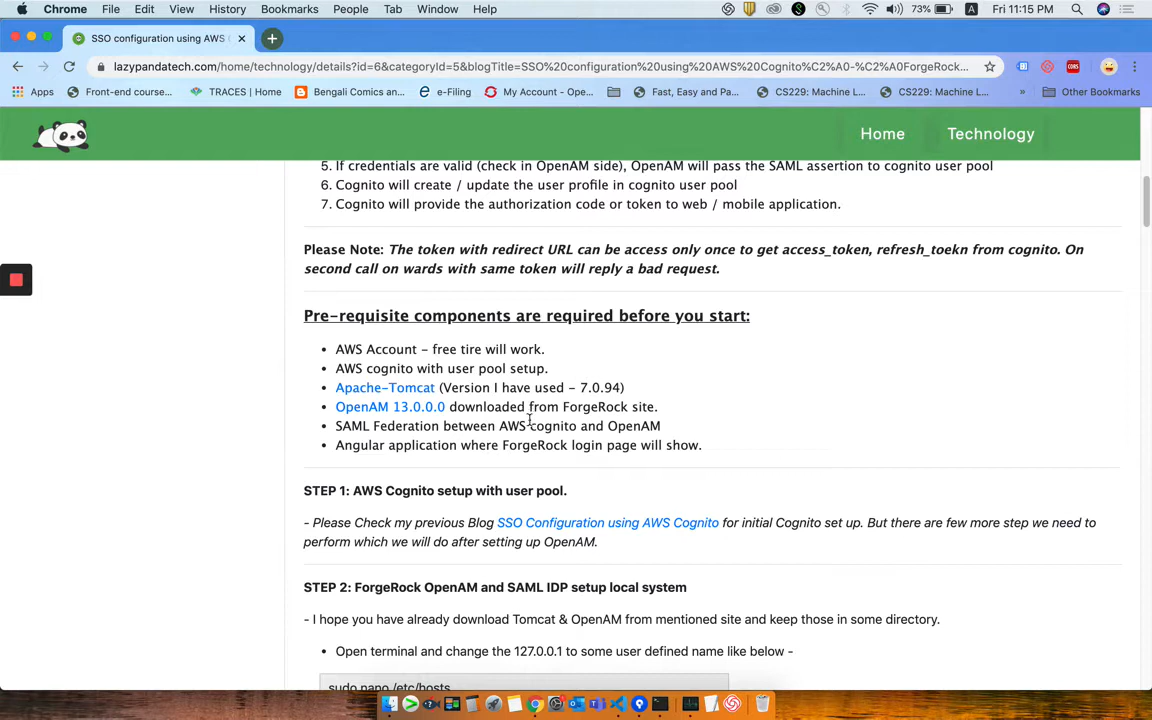 Chrome File Edit View History Bookmarks People Tab Window Help 73% A Fri 11:15 PM
SSO configuration using AWS
lazypandatech.com/home/technology/details?id=6&categoryId=5&blogTitle=SSO%20configuration%20using%20AWS%20Cognito%C2%A0-%C2%A0ForgeRock...
Apps Front-end course... TRACES | Home Bengali Comics an... e-Filing My Account - Ope... Fast, Easy and Pa... CS229: Machine L... CS229: Machine L... » Other Bookmarks
CORS
Home Technology
5. If credentials are valid (check in OpenAM side), OpenAM will pass the SAML assertion to cognito user pool
6. Cognito will create / update the user profile in cognito user pool
7. Cognito will provide the authorization code or token to web / mobile application.
Please Note: The token with redirect URL can be access only once to get access_token, refresh_toekn from cognito. On
second call on wards with same token will reply a bad request.
Pre-requisite components are required before you start:
• AWS Account – free tire will work.
• AWS cognito with user pool setup.
• Apache-Tomcat (Version I have used – 7.0.94)
• OpenAM 13.0.0.0 downloaded from ForgeRock site.
• SAML Federation between AWS cognito and OpenAM
• Angular application where ForgeRock login page will show.
STEP 1: AWS Cognito setup with user pool.
- Please Check my previous Blog SSO Configuration using AWS Cognito for initial Cognito set up. But there are few more step we need to
perform which we will do after setting up OpenAM.
STEP 2: ForgeRock OpenAM and SAML IDP setup local system
- I hope you have already download Tomcat & OpenAM from mentioned site and keep those in some directory.
• Open terminal and change the 127.0.0.1 to some user defined name like below -
sudo nano /etc/hosts